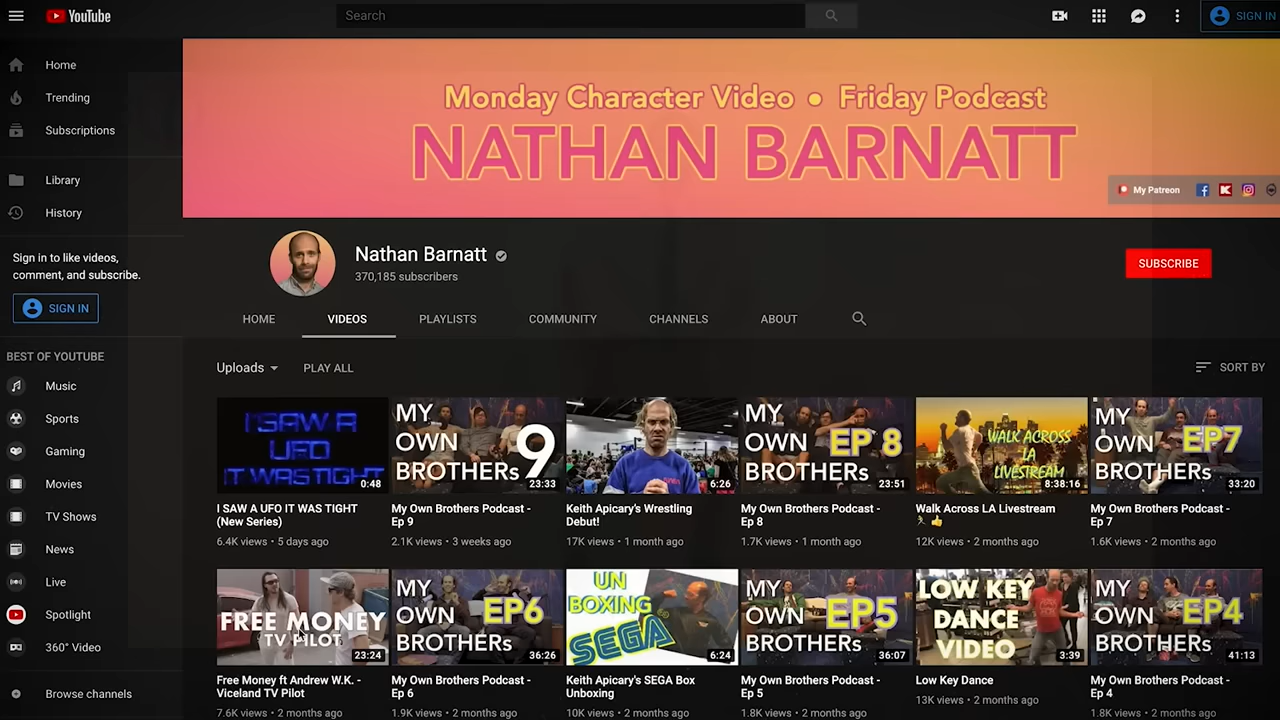 YouTube
Search
SIGN IN
Home
Trending
Subscriptions
Library
History
Sign in to like videos,
comment, and subscribe.
SIGN IN
BEST OF YOUTUBE
Music
Sports
Gaming
Movies
TV Shows
News
Live
Spotlight
360° Video
Browse channels
Monday Character Video • Friday Podcast
NATHAN BARNATT
My Patreon
Nathan Barnatt
370,185 subscribers
SUBSCRIBE
HOME
VIDEOS
PLAYLISTS
COMMUNITY
CHANNELS
ABOUT
Uploads
PLAY ALL
SORT BY
I SAW A
UFO
IT WAS TIGHT
0:48
I SAW A UFO IT WAS TIGHT
(New Series)
6.4K views • 5 days ago
MY
OWN
BROTHERs
9
23:33
My Own Brothers Podcast -
Ep 9
2.1K views • 3 weeks ago
6:26
Keith Apicary's Wrestling
Debut!
17K views • 1 month ago
MY
OWN EP 8
BROTHERs
23:51
My Own Brothers Podcast -
Ep 8
1.7K views • 1 month ago
WALK ACROSS
LA
LIVESTREAM
8:38:16
Walk Across LA Livestream
🏃👍
12K views • 2 months ago
MY
OWN EP7
BROTHERs
33:20
My Own Brothers Podcast -
Ep 7
1.6K views • 2 months ago
FREE MONEY
TV PILOT
23:24
Free Money ft Andrew W.K. -
Viceland TV Pilot
7.6K views • 2 months ago
MY
OWN EP6
BROTHERs
36:26
My Own Brothers Podcast -
Ep 6
1.9K views • 2 months ago
UN
BOXING
SEGA
6:24
Keith Apicary's SEGA Box
Unboxing
10K views • 2 months ago
MY
OWN EP5
BROTHERs
36:07
My Own Brothers Podcast -
Ep 5
1.8K views • 2 months ago
LOW KEY
DANCE
VIDEO
3:39
Low Key Dance
13K views • 2 months ago
MY
OWN EP4
BROTHERs
41:13
My Own Brothers Podcast -
Ep 4
1.8K views • 2 months ago